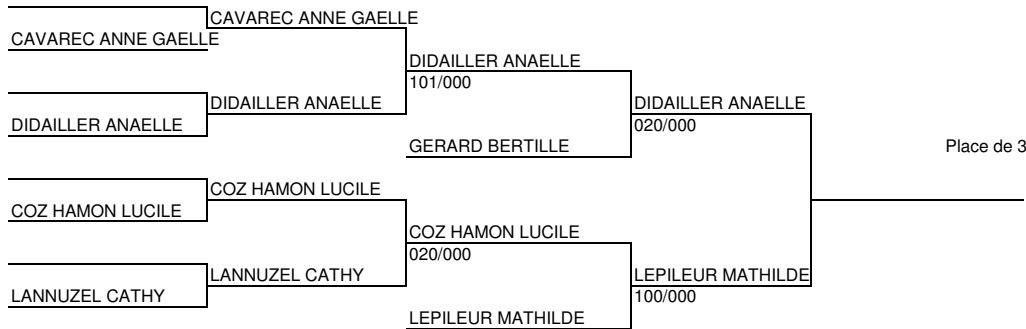 CAVAREC ANNE GAELLE
CAVAREC ANNE GAELLE
DIDAILLER ANAELLE
101/000
DIDAILLER ANAELLE
DIDAILLER ANAELLE
DIDAILLER ANAELLE
020/000
GERARD BERTILLE
Place de 3
COZ HAMON LUCILE
COZ HAMON LUCILE
COZ HAMON LUCILE
020/000
LANNUZEL CATHY
LEPILEUR MATHILDE
LANNUZEL CATHY
100/000
LEPILEUR MATHILDE